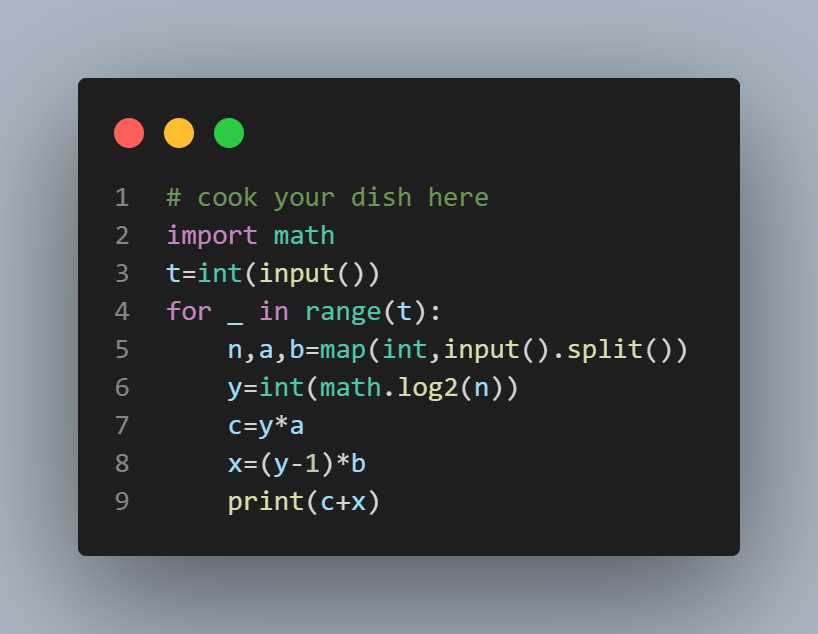 1 # cook your dish here
2 import math
3 t=int(input())
4 for _ in range(t):
5     n,a,b=map(int,input().split())
6     y=int(math.log2(n))
7     c=y*a
8     x=(y-1)*b
9     print(c+x)